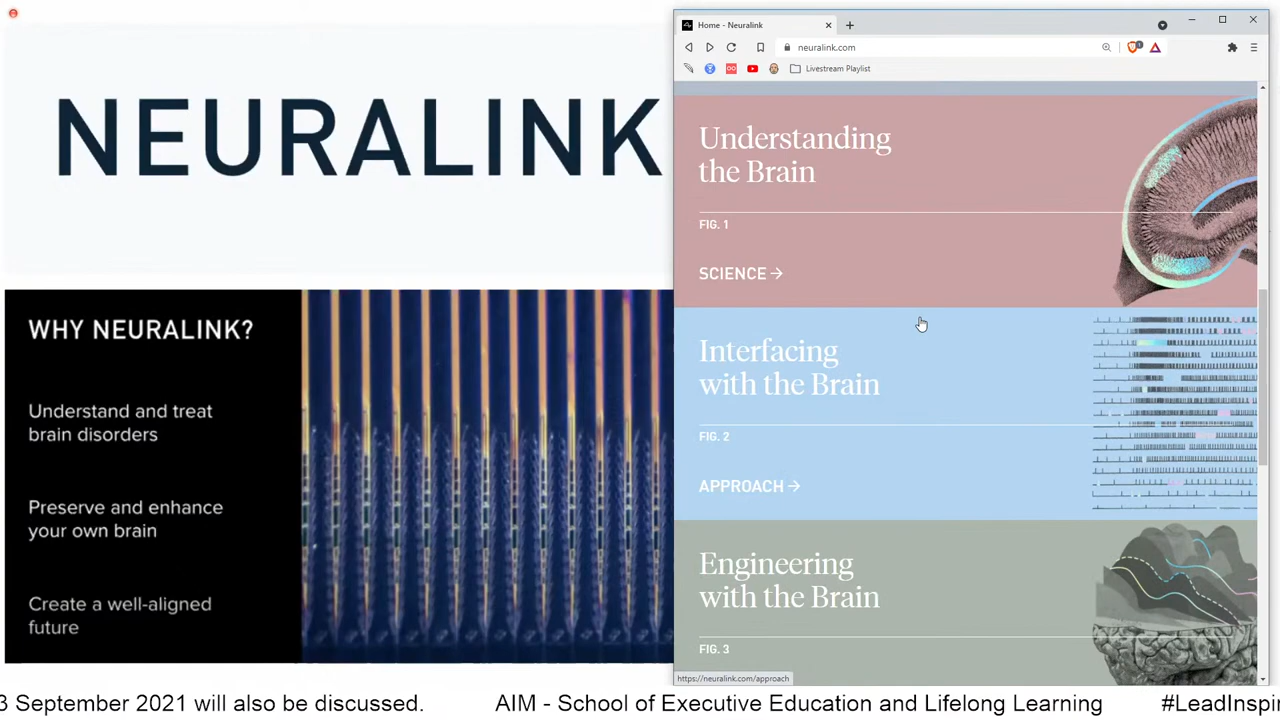 NEURALINK
WHY NEURALINK?
Understand and treat
brain disorders
Preserve and enhance
your own brain
Create a well-aligned
future
Home - Neuralink
neuralink.com
Livestream Playlist
Understanding
the Brain
FIG. 1
SCIENCE →
Interfacing
with the Brain
FIG. 2
APPROACH →
Engineering
with the Brain
FIG. 3
https://neuralink.com/approach
3 September 2021 will also be discussed. AIM - School of Executive Education and Lifelong Learning #LeadInspi